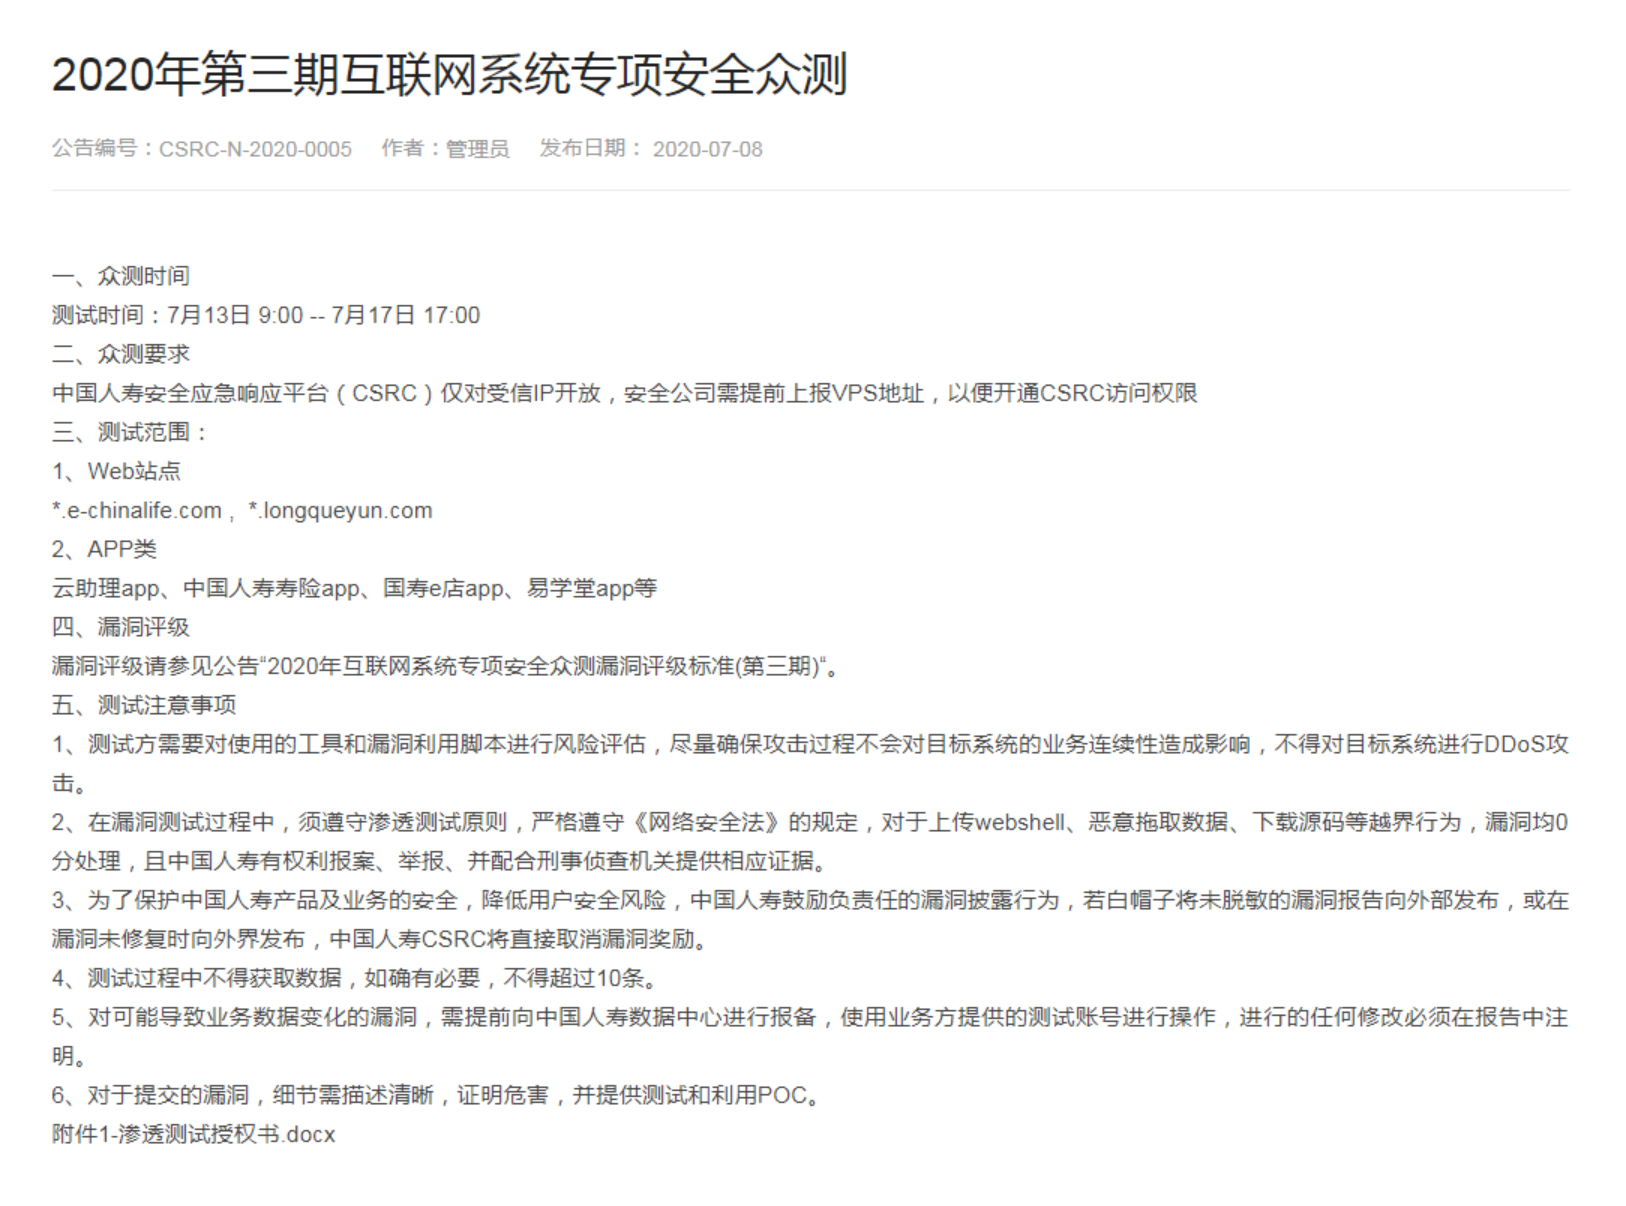 2020年第三期互联网系统专项安全众测
公告编号：CSRC-N-2020-0005 作者：管理员 发布日期： 2020-07-08
一、众测时间
测试时间：7月13日 9:00 -- 7月17日 17:00
二、众测要求
中国人寿安全应急响应平台（CSRC）仅对受信IP开放，安全公司需提前上报VPS地址，以便开通CSRC访问权限
三、测试范围：
1、Web站点
*.e-chinalife.com，*.longqueyun.com
2、APP类
云助理app、中国人寿寿险app、国寿e店app、易学堂app等
四、漏洞评级
漏洞评级请参见公告“2020年互联网系统专项安全众测漏洞评级标准(第三期)“。
五、测试注意事项
1、测试方需要对使用的工具和漏洞利用脚本进行风险评估，尽量确保攻击过程不会对目标系统的业务连续性造成影响，不得对目标系统进行DDoS攻
击。
2、在漏洞测试过程中，须遵守渗透测试原则，严格遵守《网络安全法》的规定，对于上传webshell、恶意拖取数据、下载源码等越界行为，漏洞均0
分处理，且中国人寿有权利报案、举报、并配合刑事侦查机关提供相应证据。
3、为了保护中国人寿产品及业务的安全，降低用户安全风险，中国人寿鼓励负责任的漏洞披露行为，若白帽子将未脱敏的漏洞报告向外部发布，或在
漏洞未修复时向外界发布，中国人寿CSRC将直接取消漏洞奖励。
4、测试过程中不得获取数据，如确有必要，不得超过10条。
5、对可能导致业务数据变化的漏洞，需提前向中国人寿数据中心进行报备，使用业务方提供的测试账号进行操作，进行的任何修改必须在报告中注
明。
6、对于提交的漏洞，细节需描述清晰，证明危害，并提供测试和利用POC。
附件1-渗透测试授权书.docx